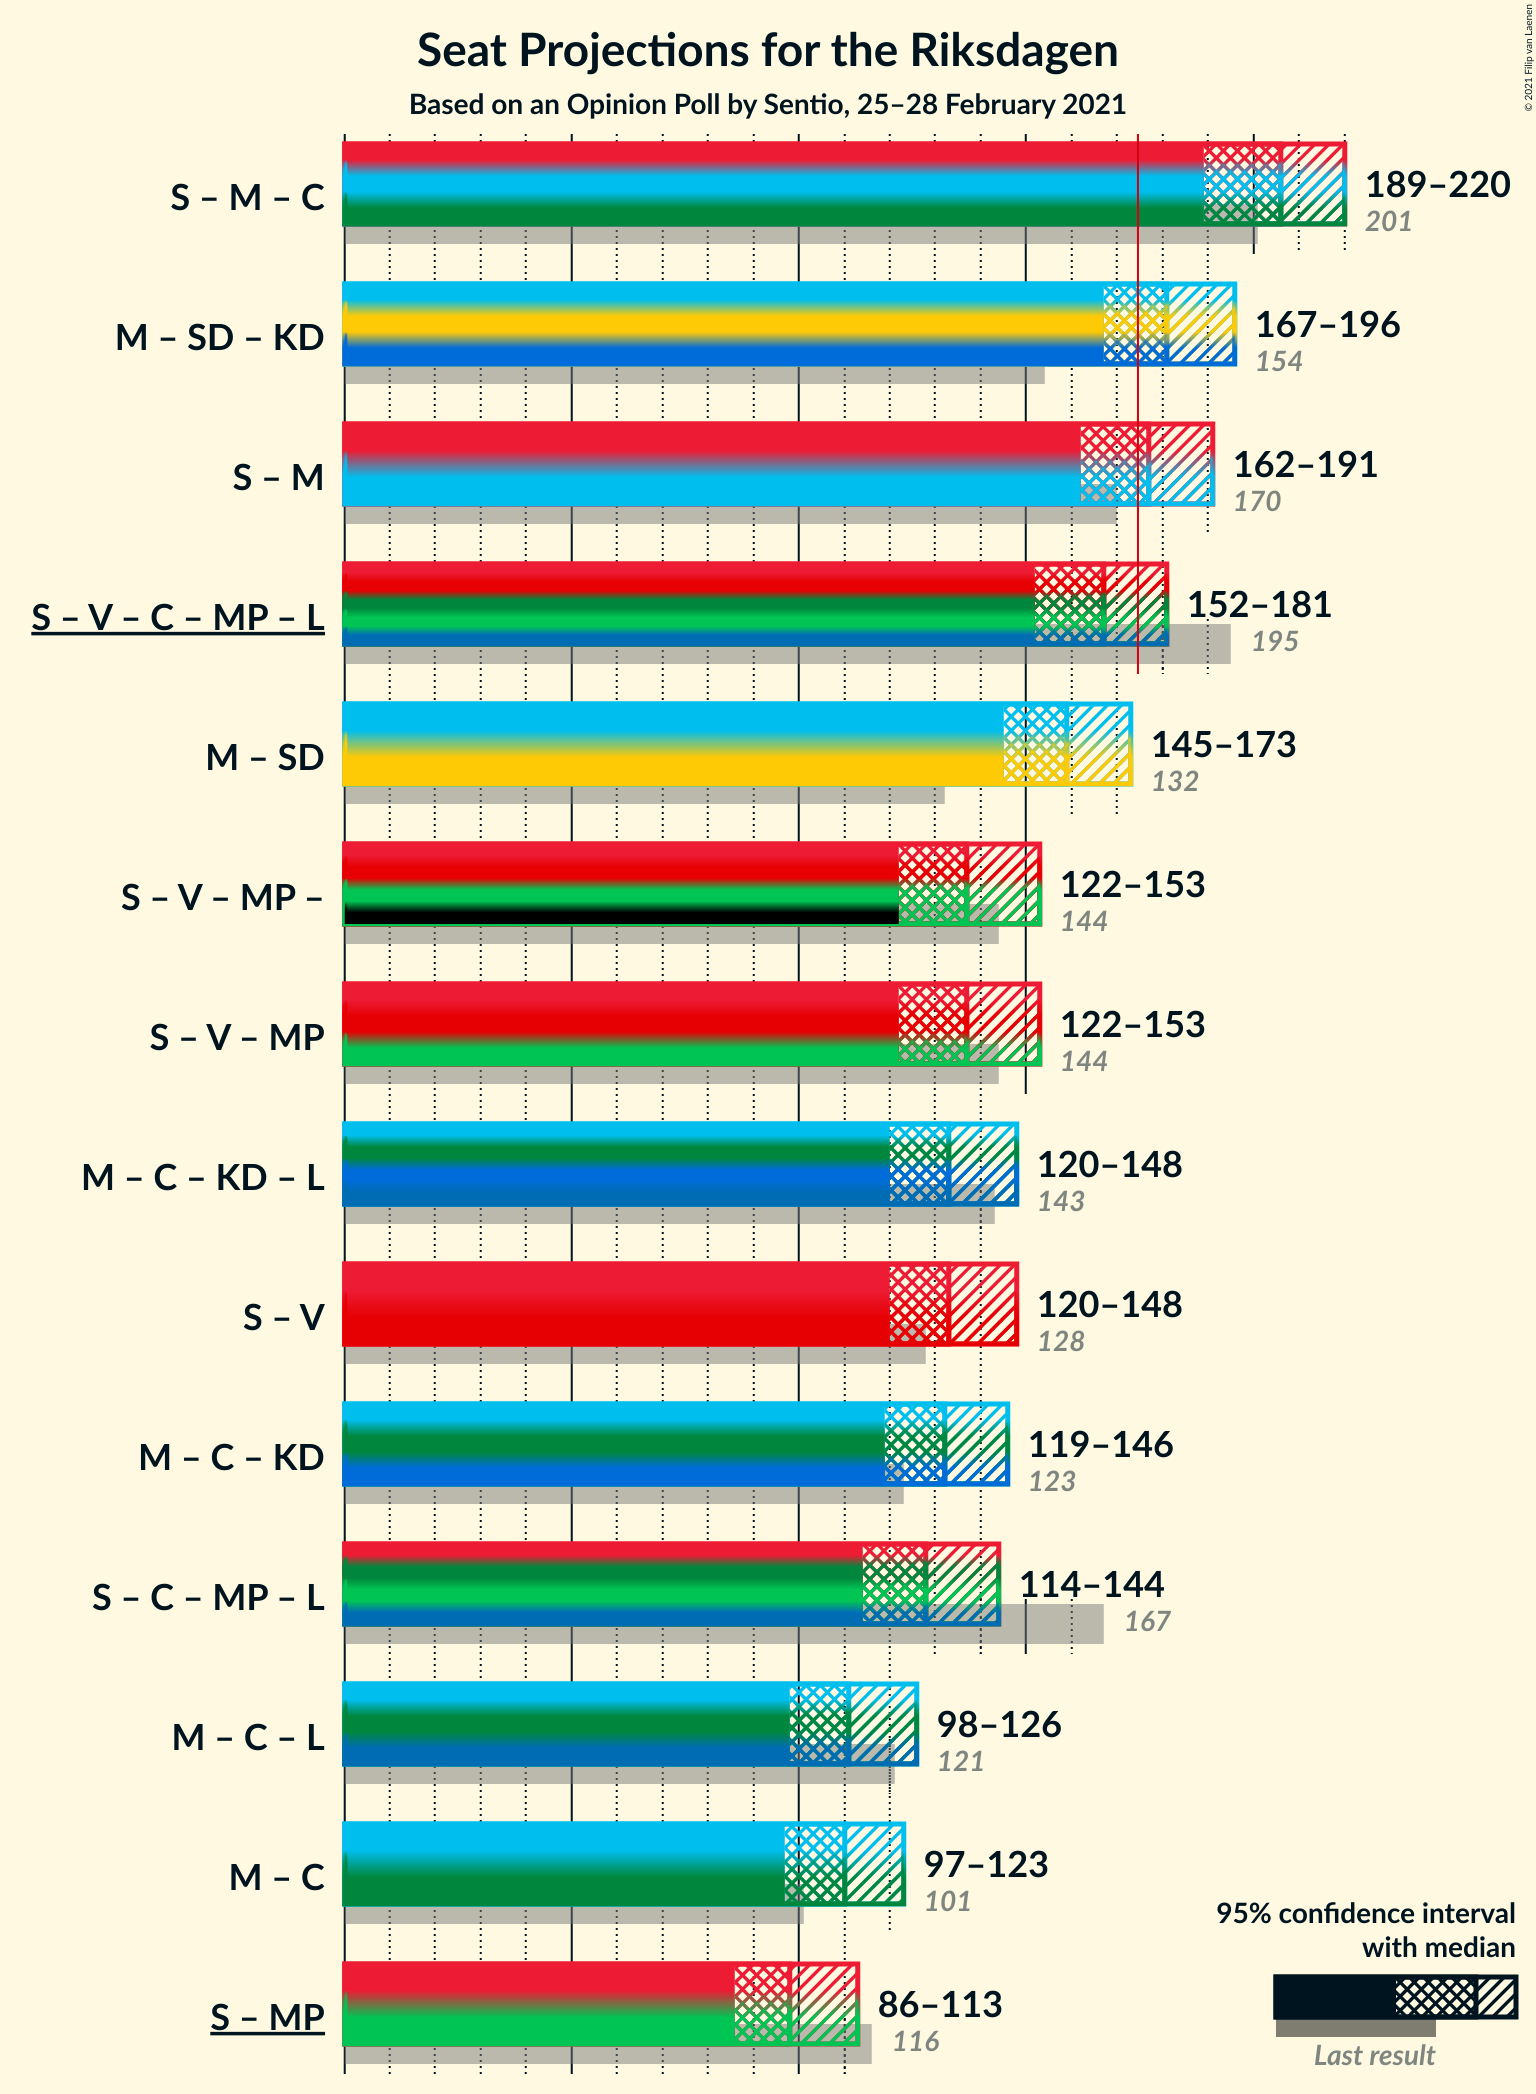 Seat Projections for the Riksdagen
Based on an Opinion Poll by Sentio, 25–28 February 2021
© 2021 Filip van Laenen
S – M – C
189–220
201
M – SD – KD
167–196
154
S – M
162–191
170
S – V – C – MP – L
152–181
195
M – SD
145–173
132
S – V – MP –
122–153
144
S – V – MP
122–153
144
M – C – KD – L
120–148
143
S – V
120–148
128
M – C – KD
119–146
123
S – C – MP – L
114–144
167
M – C – L
98–126
121
M – C
97–123
101
S – MP
86–113
116
95% confidence interval
with median
Last result